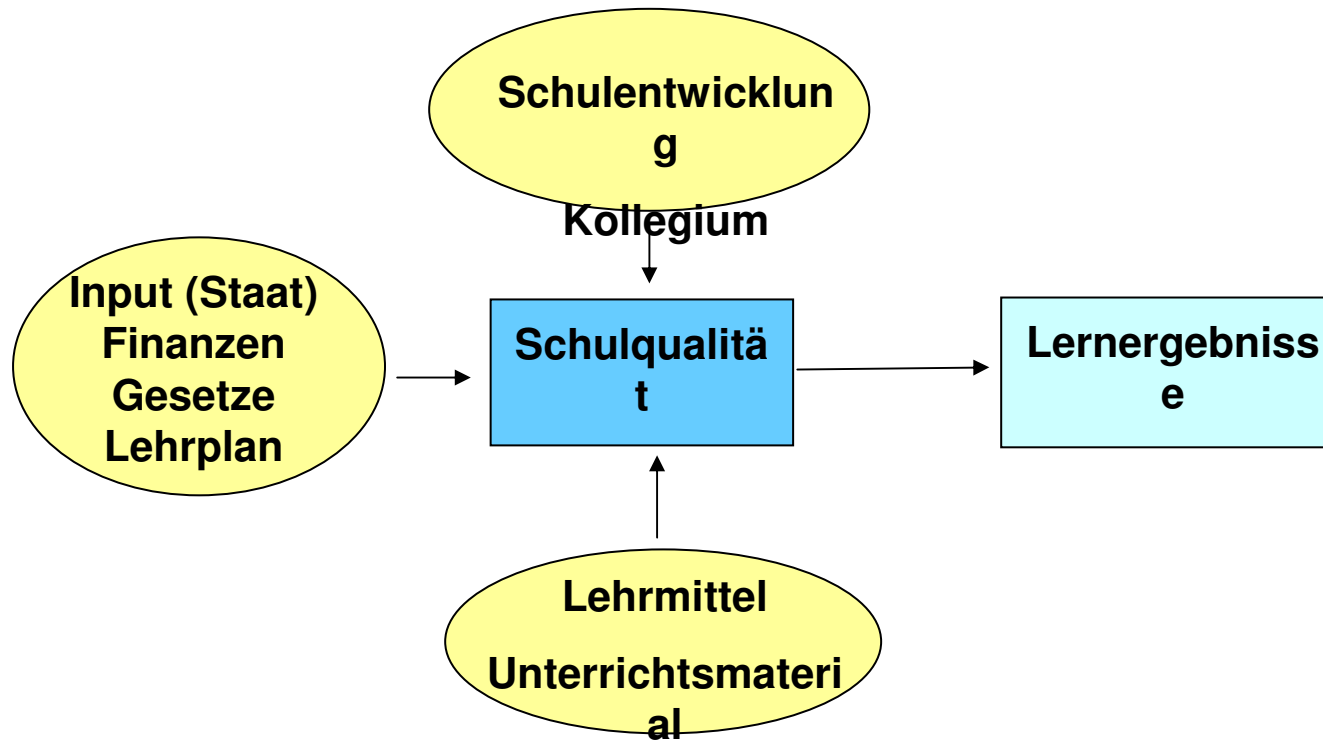 Schulentwicklun
g
Kollegium
Input (Staat)
Finanzen
Gesetze
Lehrplan
Schulqualitä
t
Lernergebniss
e
Lehrmittel
Unterrichtsmateri
al